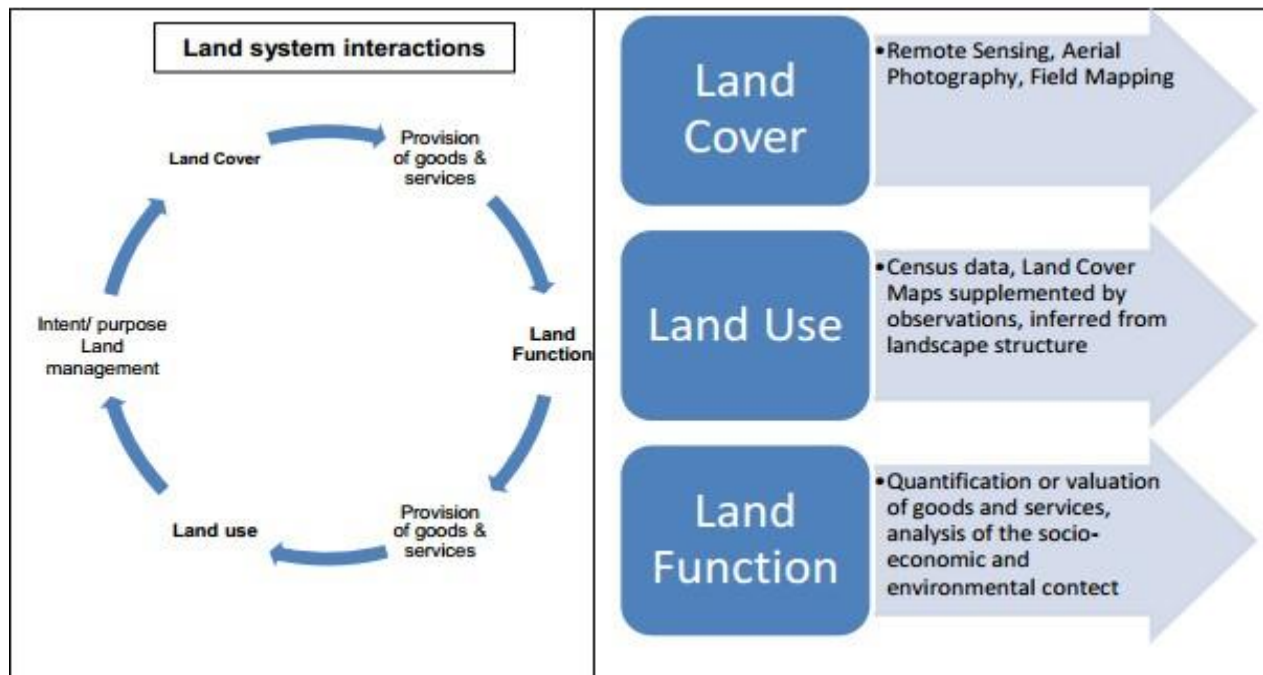 Land system interactions
Land Cover
Provision
of goods &
services
Land
Function
Provision
of goods &
services
Land use
Intent/ purpose
Land
management
Land
Cover
•Remote Sensing, Aerial
Photography, Field Mapping
Land Use
•Census data, Land Cover
Maps supplemented by
observations, inferred from
landscape structure
Land
Function
•Quantification or valuation
of goods and services,
analysis of the socio-
economic and
environmental contect